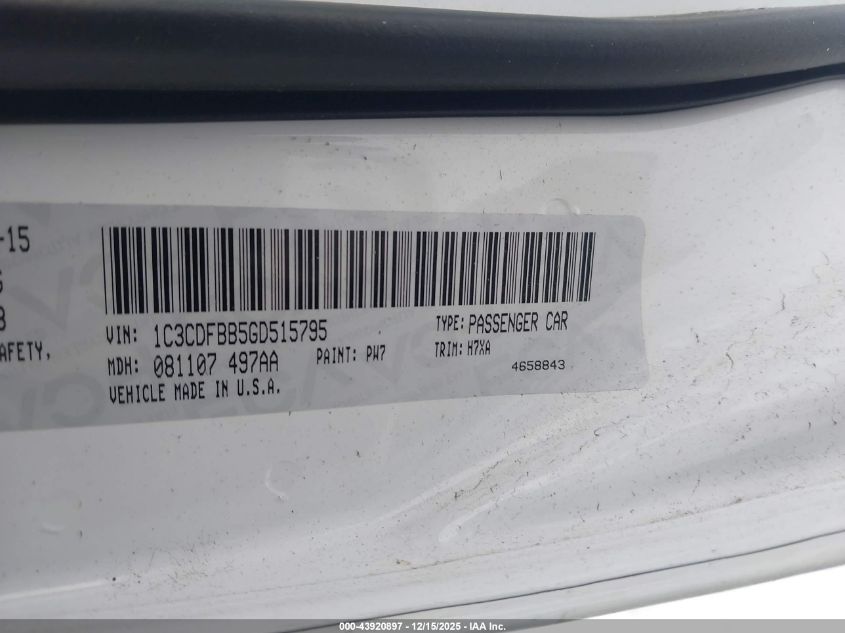 -15
VIN: 1C3CDFBB5GD515795
TYPE: PASSENGER CAR
AFETY.
MDH: 081107 497AA
PAINT: PW7
TRIM: H7XA
4658843
VEHICLE MADE IN U.S.A.
000-43920897 - 12/15/2025 - IAA Inc.